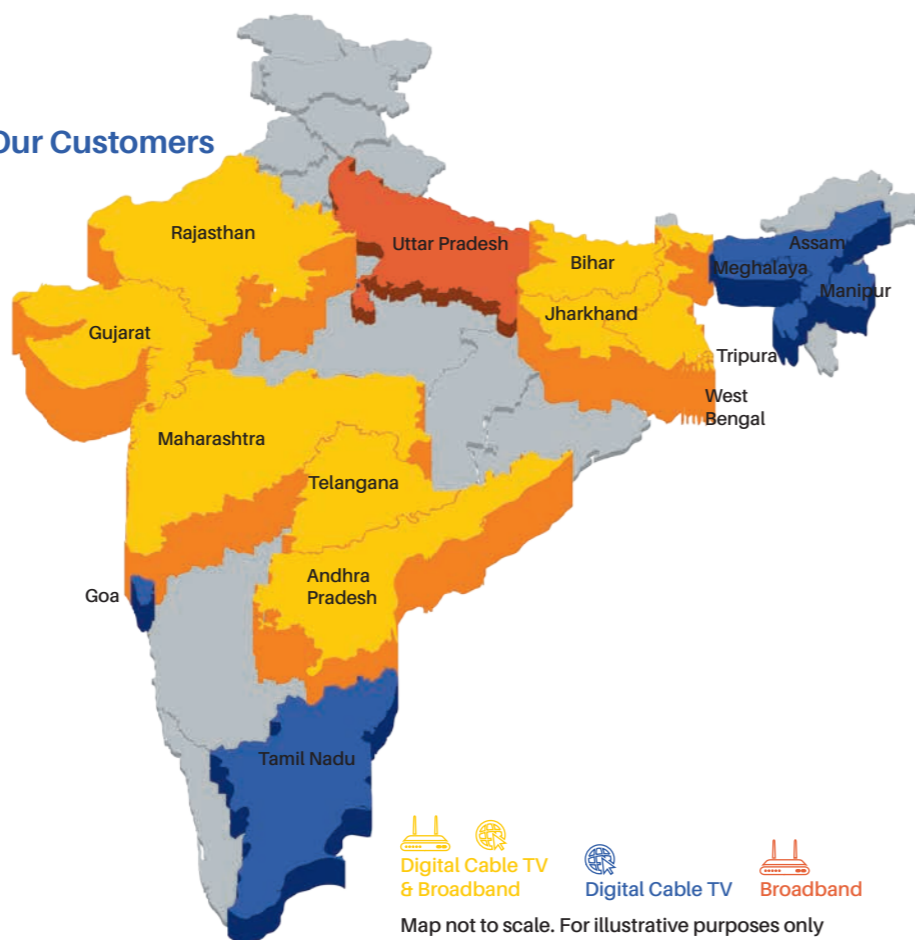 Our Customers
Rajasthan
Uttar Pradesh
Bihar
Assam
Meghalaya
Manipur
Gujarat
Jharkhand
Tripura
West
Bengal
Maharashtra
Telangana
Andhra
Pradesh
Goa
Tamil Nadu
Digital Cable TV
& Broadband
Digital Cable TV
Broadband
Map not to scale. For illustrative purposes only